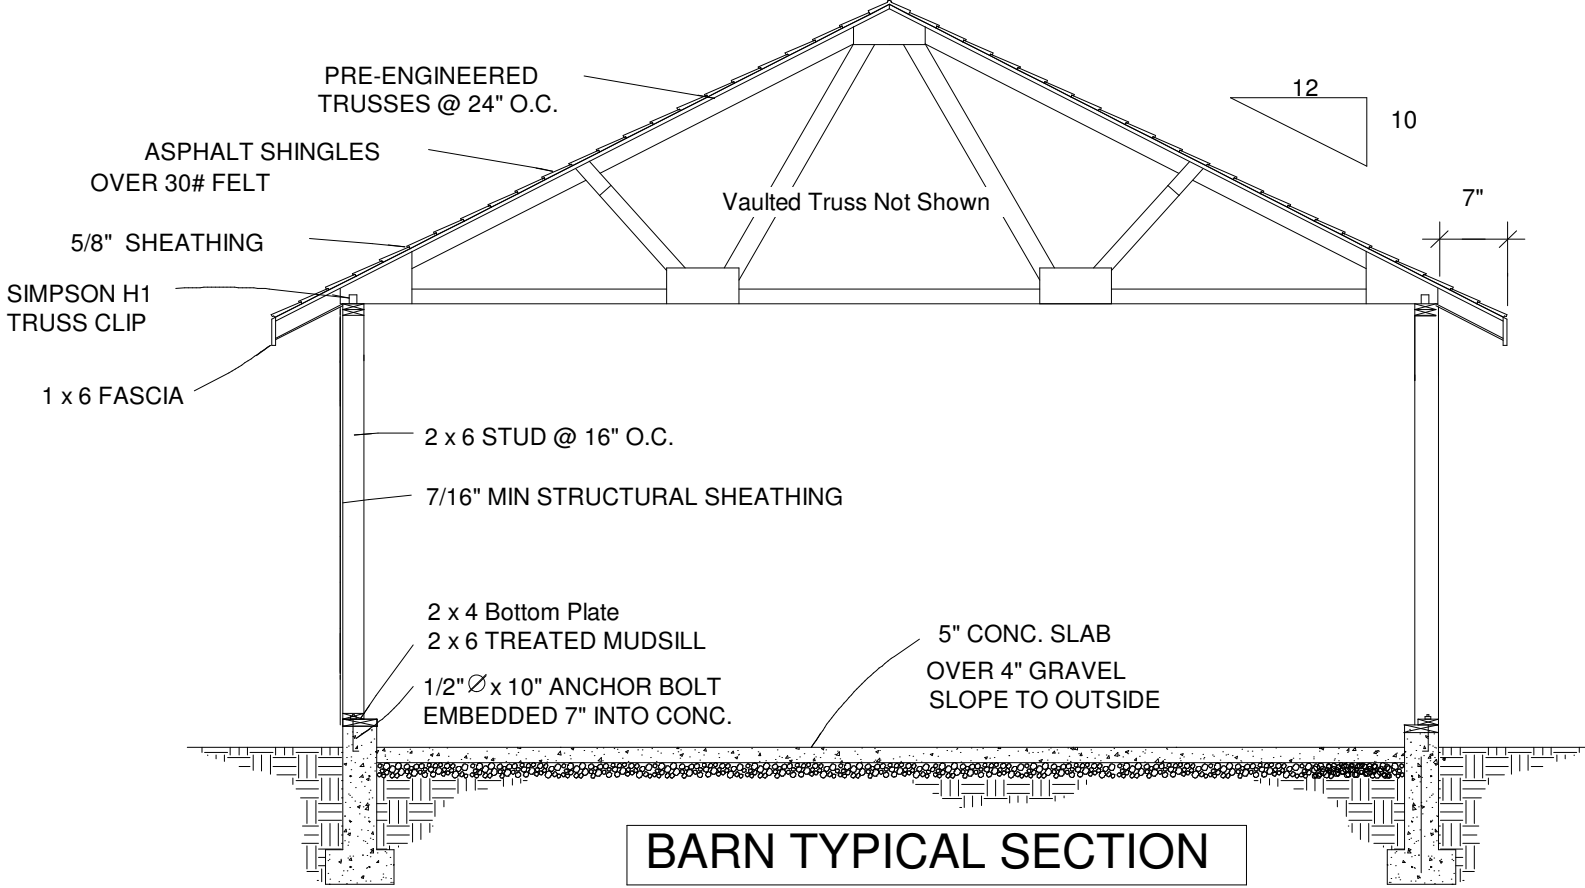 PRE-ENGINEERED
TRUSSES @ 24" O.C.
12
10
ASPHALT SHINGLES
OVER 30# FELT
Vaulted Truss Not Shown
7"
5/8" SHEATHING
SIMPSON H1
TRUSS CLIP
1 x 6 FASCIA
2 x 6 STUD @ 16" O.C.
7/16" MIN STRUCTURAL SHEATHING
2 x 4 Bottom Plate
2 x 6 TREATED MUDSILL
1/2"∅ x 10" ANCHOR BOLT
EMBEDDED 7" INTO CONC.
5" CONC. SLAB
OVER 4" GRAVEL
SLOPE TO OUTSIDE
BARN TYPICAL SECTION